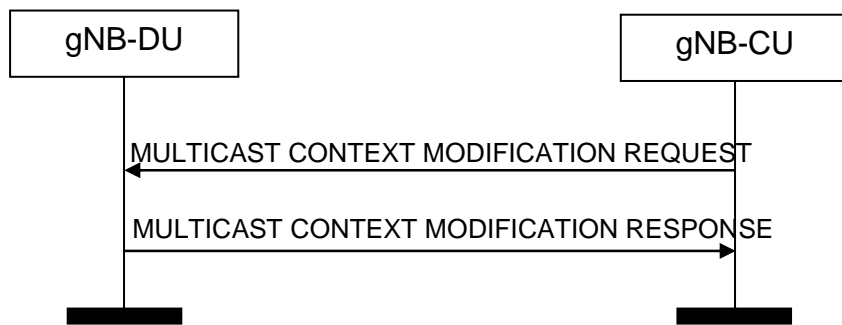 gNB-DU
gNB-CU
MULTICAST CONTEXT MODIFICATION REQUEST
MULTICAST CONTEXT MODIFICATION RESPONSE